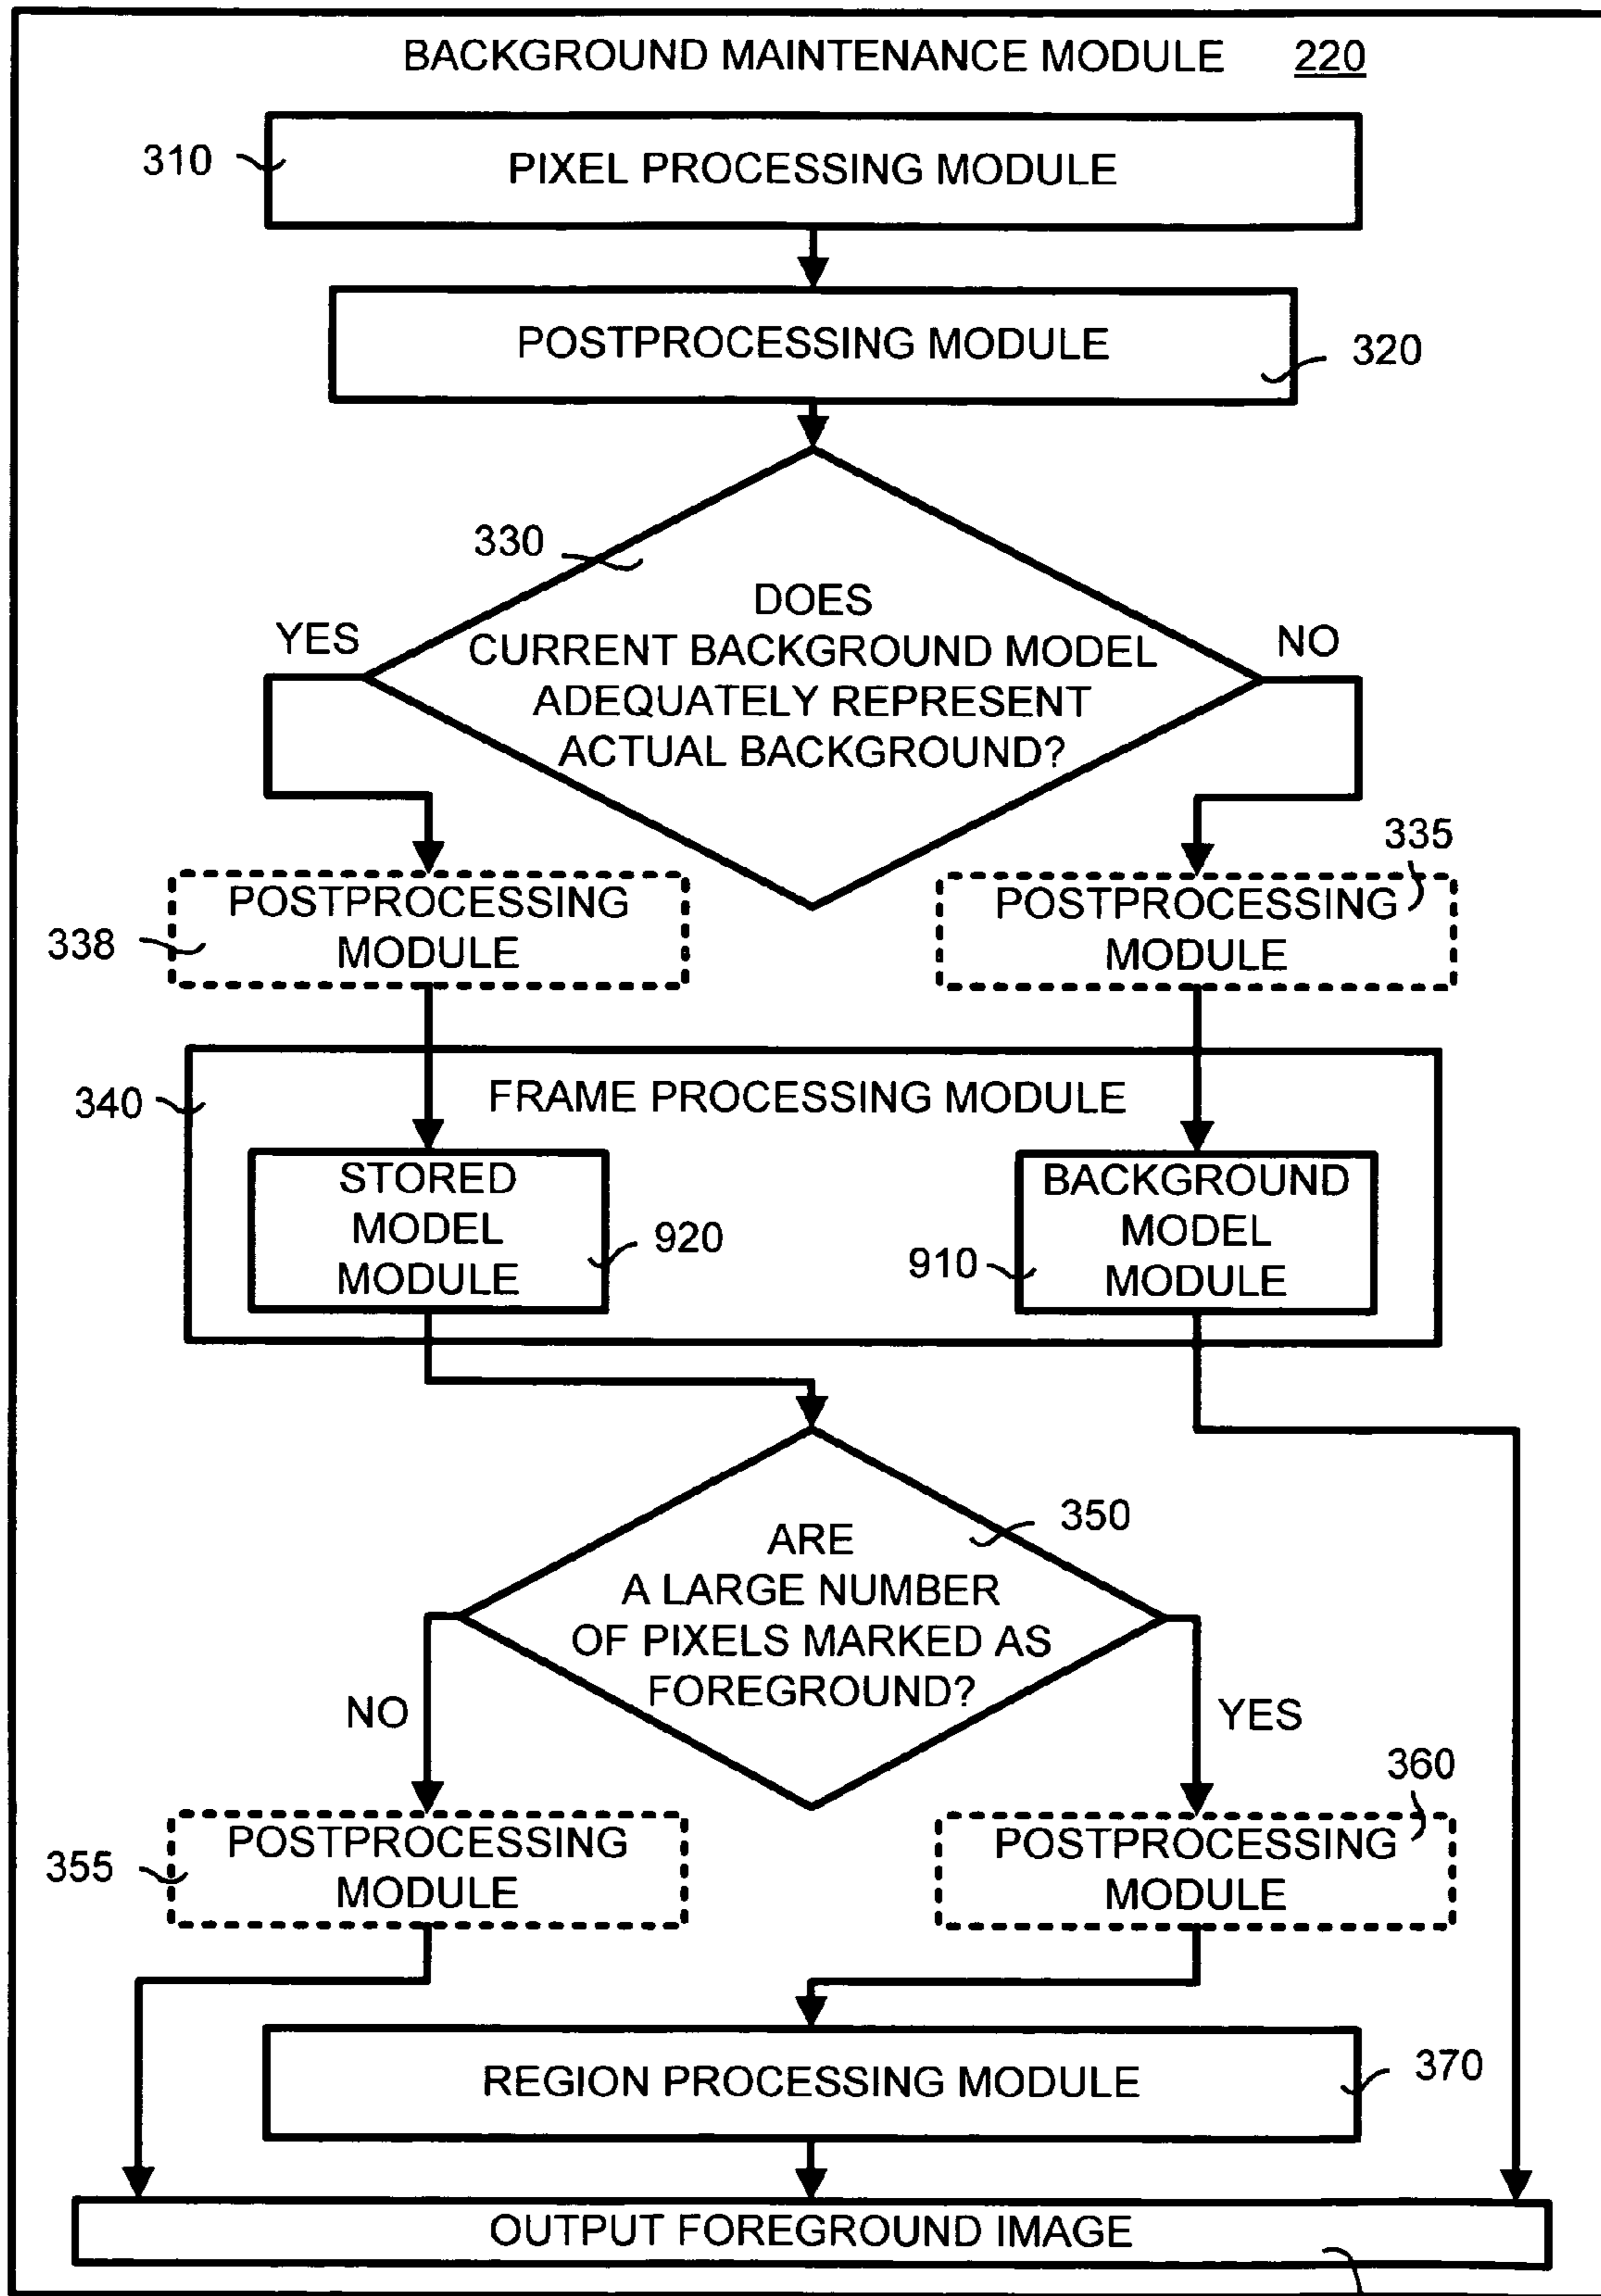 BACKGROUND MAINTENANCE MODULE 220
310
PIXEL PROCESSING MODULE
POSTPROCESSING MODULE
320
330
DOES
CURRENT BACKGROUND MODEL
ADEQUATELY REPRESENT
ACTUAL BACKGROUND?
YES
NO
338
POSTPROCESSING
MODULE
335
POSTPROCESSING
MODULE
340
FRAME PROCESSING MODULE
STORED
MODEL
MODULE
920
910
BACKGROUND
MODEL
MODULE
350
ARE
A LARGE NUMBER
OF PIXELS MARKED AS
FOREGROUND?
NO
YES
355
POSTPROCESSING
MODULE
360
POSTPROCESSING
MODULE
REGION PROCESSING MODULE
370
OUTPUT FOREGROUND IMAGE